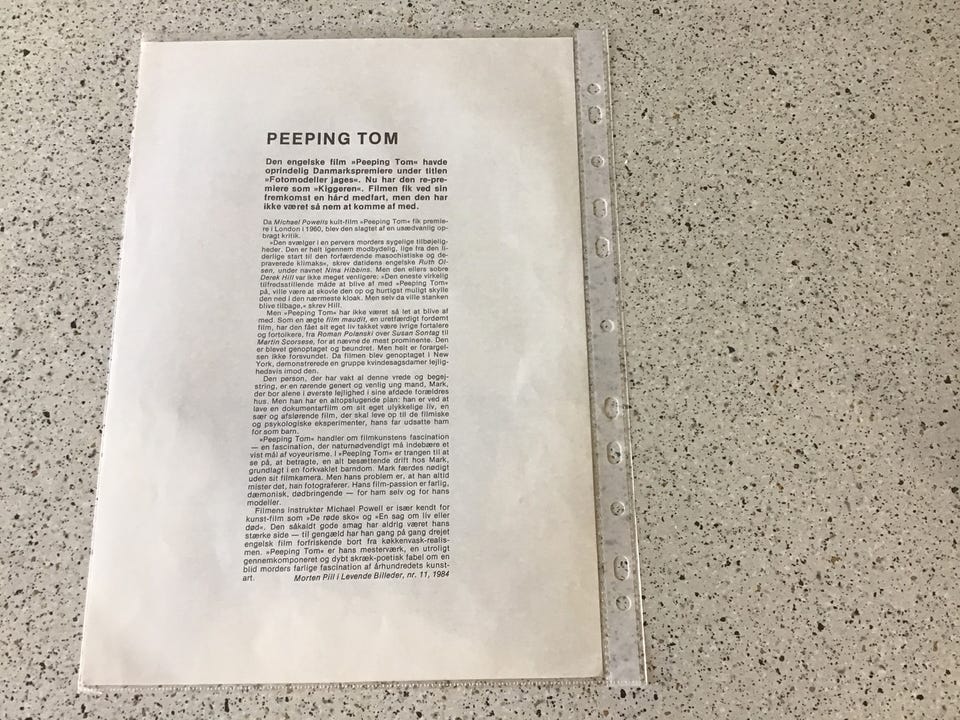 PEEPING TOM
Den engelske film »Peeping Tom« havde
oprindelig Danmarkspremiere under titlen
»Fotomodeller jages«. Nu har den re-pre-
miere som »Kiggeren«. Filmen fik ved sin
fremkomst en hård medfart, men den har
ikke været så nem at komme af med.
Da Michael Powells kult-film »Peeping Tom« fik premie-
re i London i 1960, blev den slagtet af en usædvanlig op-
bragt kritik.
»Den svælger i en pervers morders sygelige tilbøjelig-
heder. Den er helt igennem modbydelig, lige fra den li-
derlige start til den forfærdende masochistiske og de-
praverede klimaks«, skrev datidens engelske Ruth Ol-
sen, under navnet Nina Hibbins. Men den ellers sobre
Derek Hill var ikke meget venligere: »Den eneste virkelig
tilfredsstillende måde at blive af med »Peeping Tom«
på, ville være at skovle den op og hurtigst muligt skylle
den ned i den nærmeste kloak. Men selv da ville stanken
blive tilbage,« skrev Hill.
Men »Peeping Tom« har ikke været så let at blive af
med. Som en ægte film maudit, en uretfærdigt fordømt
film, har den fået sit eget liv takket være ivrige fortalere
og fortolkere, fra Roman Polanski over Susan Sontag til
Martin Scorsese, for at nævne de mest prominente. Den
er blevet genoptaget og beundret. Men helt er forargel-
sen ikke forsvundet. Da filmen blev genoptaget i New
York, demonstrerede en gruppe kvindesagsdamer lejlig-
hedsvis imod den.
Den person, der har vakt al denne vrede og begej-
string, er en rørende genert og venlig ung mand, Mark,
der bor alene i øverste lejlighed i sine afdøde forældres
hus. Men han har en altopslugende plan: han er ved at
lave en dokumentarfilm om sit eget ulykkelige liv, en
sær og afslørende film, der skal leve op til de filmiske
og psykologiske eksperimenter, hans far udsatte ham
for som barn.
»Peeping Tom« handler om filmkunstens fascination
— en fascination, der naturnødvendigt må indebære et
vist mål af voyeurisme. I »Peeping Tom« er trangen til at
se på, at betragte, en alt besættende drift hos Mark,
grundlagt i en forkvaklet barndom. Mark færdes nødigt
uden sit filmkamera. Men hans problem er, at han altid
mister det, han fotograferer. Hans film-passion er farlig,
dæmonisk, dødbringende — for ham selv og for hans
modeller.
Filmens instruktør Michael Powell er især kendt for
kunst-film som »De røde sko« og »En sag om liv eller
død«. Den såkaldt gode smag har aldrig været hans
stærke side — til gengæld har han gang på gang drejet
engelsk film forfriskende bort fra køkkenvask-realis-
men. »Peeping Tom« er hans mesterværk, en utroligt
gennemkomponeret og dybt skræk-poetisk fabel om en
blid morders farlige fascination af århundredets kunst-
art. Morten Piil i Levende Billeder, nr. 11, 1984